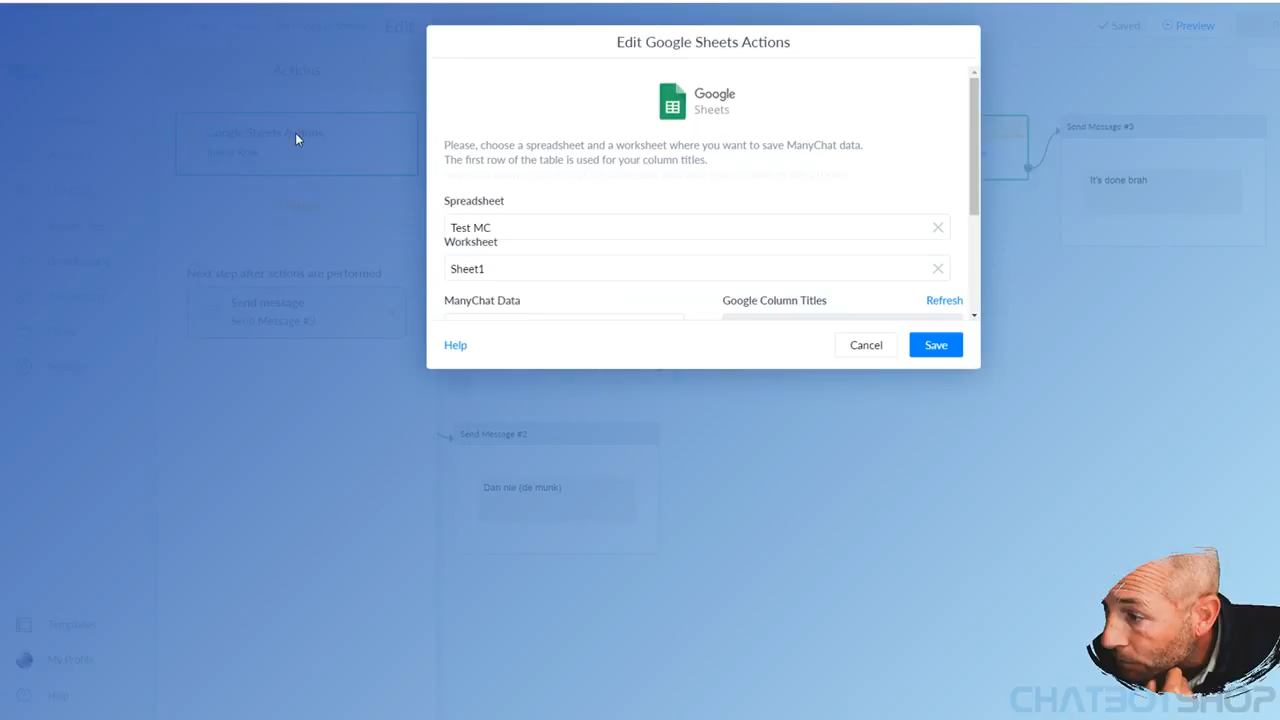 Edit
Saved
Preview
Edit Google Sheets Actions
Actions
Google
Sheets
Google Sheets Actions
Send Message #3
Please, choose a spreadsheet and a worksheet where you want to save ManyChat data.
The first row of the table is used for your column titles.
It's done brah
Spreadsheet
Test MC
Worksheet
Sheet1
Next step after actions are performed
Send message
Send Message #3
ManyChat Data
Google Column Titles
Refresh
Help
Cancel
Save
Send Message #2
Dan nie (de munk)
Templates
My Profile
Help
CHATBOTSHOP